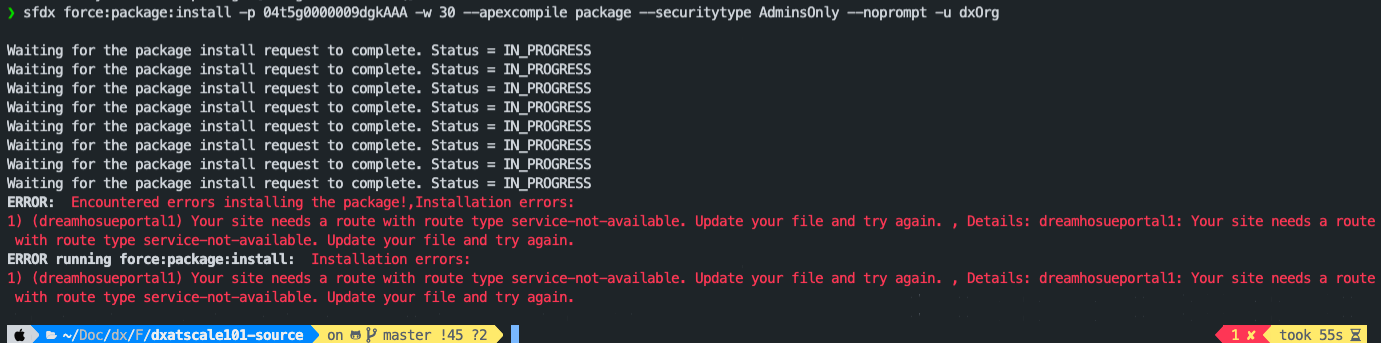 ❯ sfdx force:package:install -p 04t5g0000009dgkAAA -w 30 --apexcompile package --securitytype AdminsOnly --noprompt -u dxOrg
Waiting for the package install request to complete. Status = IN_PROGRESS
Waiting for the package install request to complete. Status = IN_PROGRESS
Waiting for the package install request to complete. Status = IN_PROGRESS
Waiting for the package install request to complete. Status = IN_PROGRESS
Waiting for the package install request to complete. Status = IN_PROGRESS
Waiting for the package install request to complete. Status = IN_PROGRESS
Waiting for the package install request to complete. Status = IN_PROGRESS
Waiting for the package install request to complete. Status = IN_PROGRESS
ERROR:  Encountered errors installing the package!,Installation errors:
1) (dreamhosueportal1) Your site needs a route with route type service-not-available. Update your file and try again. , Details: dreamhosueportal1: Your site needs a route
with route type service-not-available. Update your file and try again.
ERROR running force:package:install:  Installation errors:
1) (dreamhosueportal1) Your site needs a route with route type service-not-available. Update your file and try again. , Details: dreamhosueportal1: Your site needs a route
with route type service-not-available. Update your file and try again.
~/Doc/dx/F/dxatscale101-source on master !45 ?2 1 ✘ took 55s